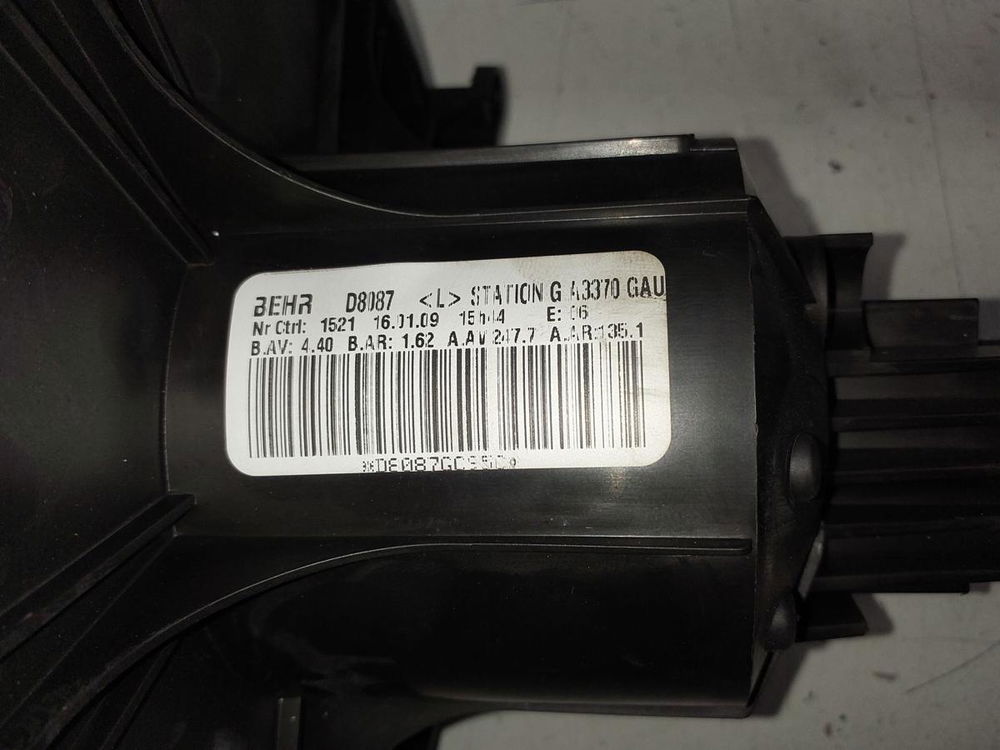 BEHR D8087 <L> STATION G A3370 GAU
Nr Ctrl: 1521 16.01.09 15h44 E: 06
B.AV: 4.40 B.AR: 1.62 A.AV:247.7 A.AR:135.1